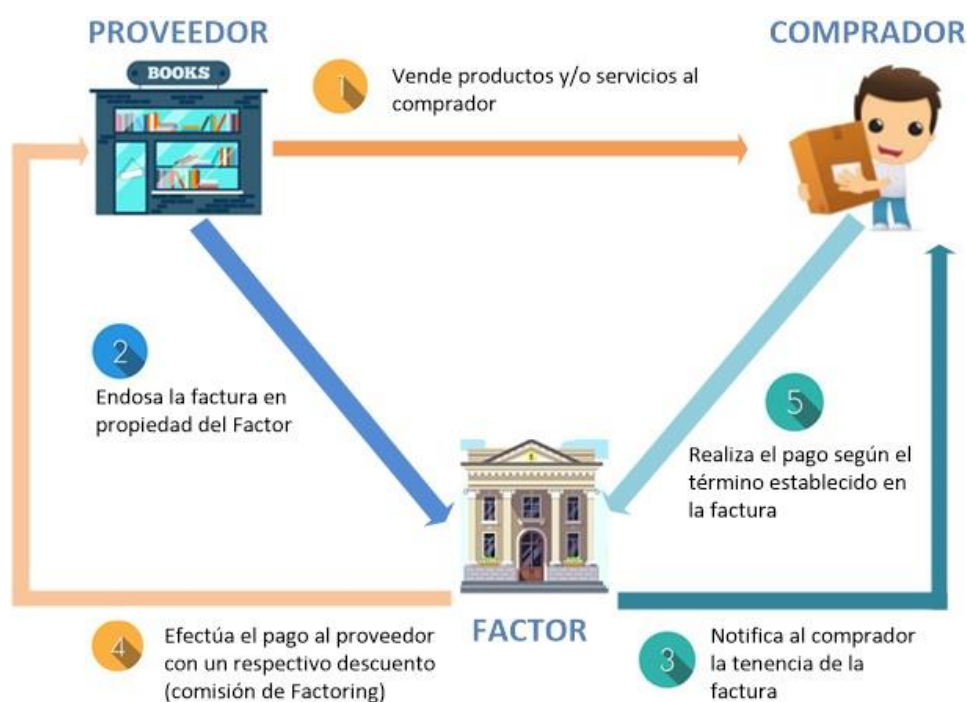 PROVEEDOR
COMPRADOR
BOOKS
1
Vende productos y/o servicios al
comprador
2
Endosa la factura en
propiedad del Factor
5
Realiza el pago según el
término establecido en
la factura
FACTOR
4
Efectúa el pago al proveedor
con un respectivo descuento
(comisión de Factoring)
3
Notifica al comprador
la tenencia de la
factura